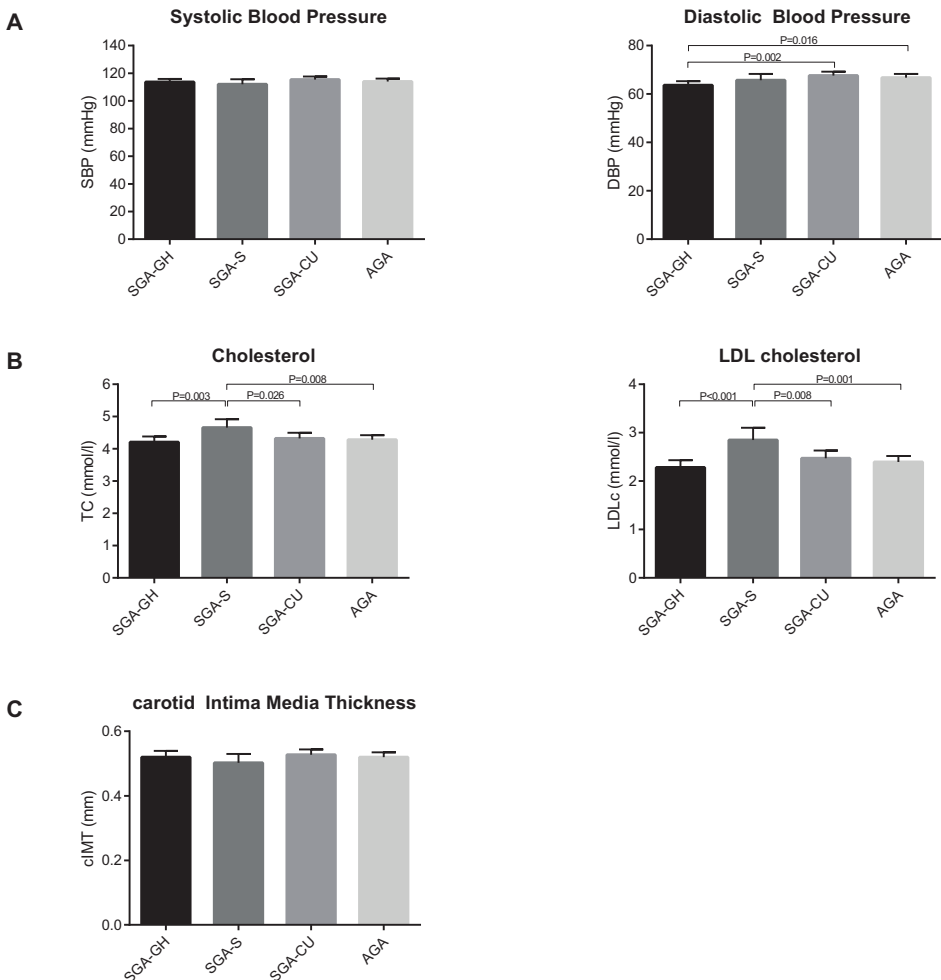 A
Systolic Blood Pressure
SBP (mmHg)
140
120
100
80
60
40
20
0
SGA-GH
SGA-S
SGA-CU
AGA
Diastolic Blood Pressure
DBP (mmHg)
80
60
40
20
0
P=0.016
P=0.002
SGA-GH
SGA-S
SGA-CU
AGA
B
Cholesterol
TC (mmol/l)
6
5
4
3
2
1
0
P=0.008
P=0.003
P=0.026
SGA-GH
SGA-S
SGA-CU
AGA
LDL cholesterol
LDLc (mmol/l)
4
3
2
1
0
P=0.001
P<0.001
P=0.008
SGA-GH
SGA-S
SGA-CU
AGA
C
carotid Intima Media Thickness
cIMT (mm)
0.6
0.4
0.2
0.0
SGA-GH
SGA-S
SGA-CU
AGA